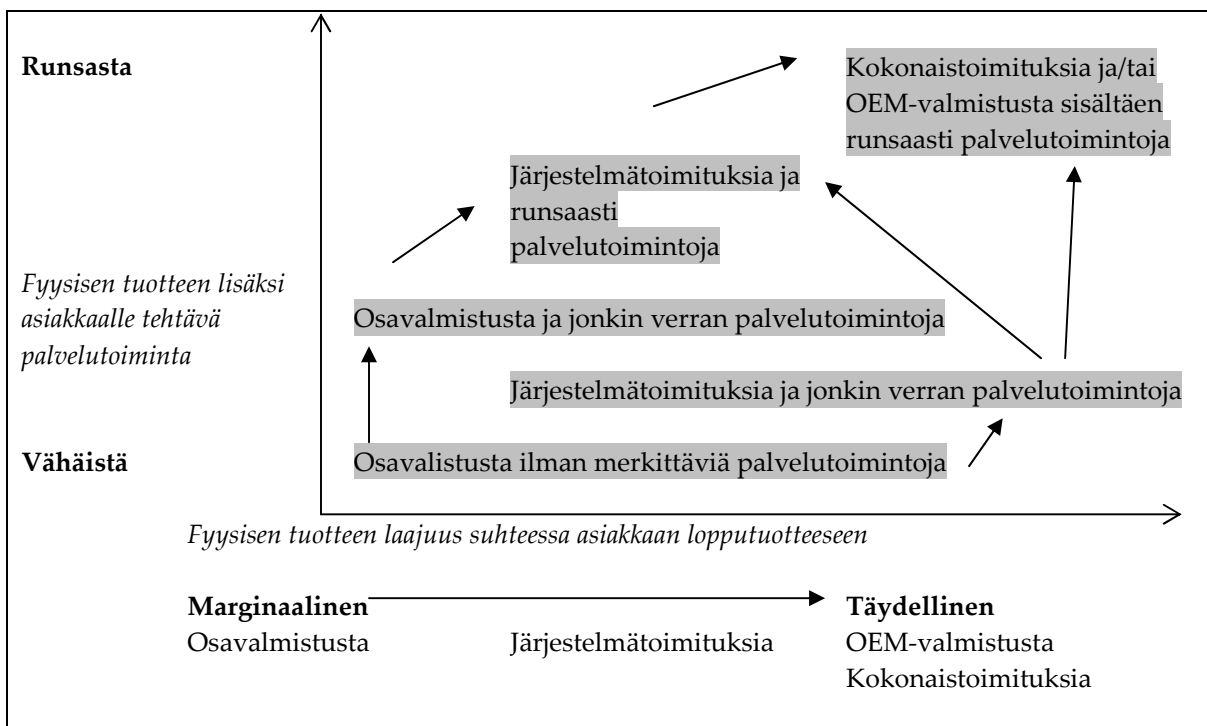 Runsasta
Kokonaistoimituksia ja/tai
OEM-valmistusta sisältäen
runsaasti palvelutoimintoja
Järjestelmätoimituksia ja
runsaasti
palvelutoimintoja
Fyysisen tuotteen lisäksi
asiakkaalle tehtävä
palvelutoiminta
Osavalmistusta ja jonkin verran palvelutoimintoja
Järjestelmätoimituksia ja jonkin verran palvelutoimintoja
Vähäistä
Osavalistusta ilman merkittäviä palvelutoimintoja
Fyysisen tuotteen laajuus suhteessa asiakkaan lopputuotteeseen
Marginaalinen
Täydellinen
Osavalmistusta
Järjestelmätoimituksia
OEM-valmistusta
Kokonaistoimituksia